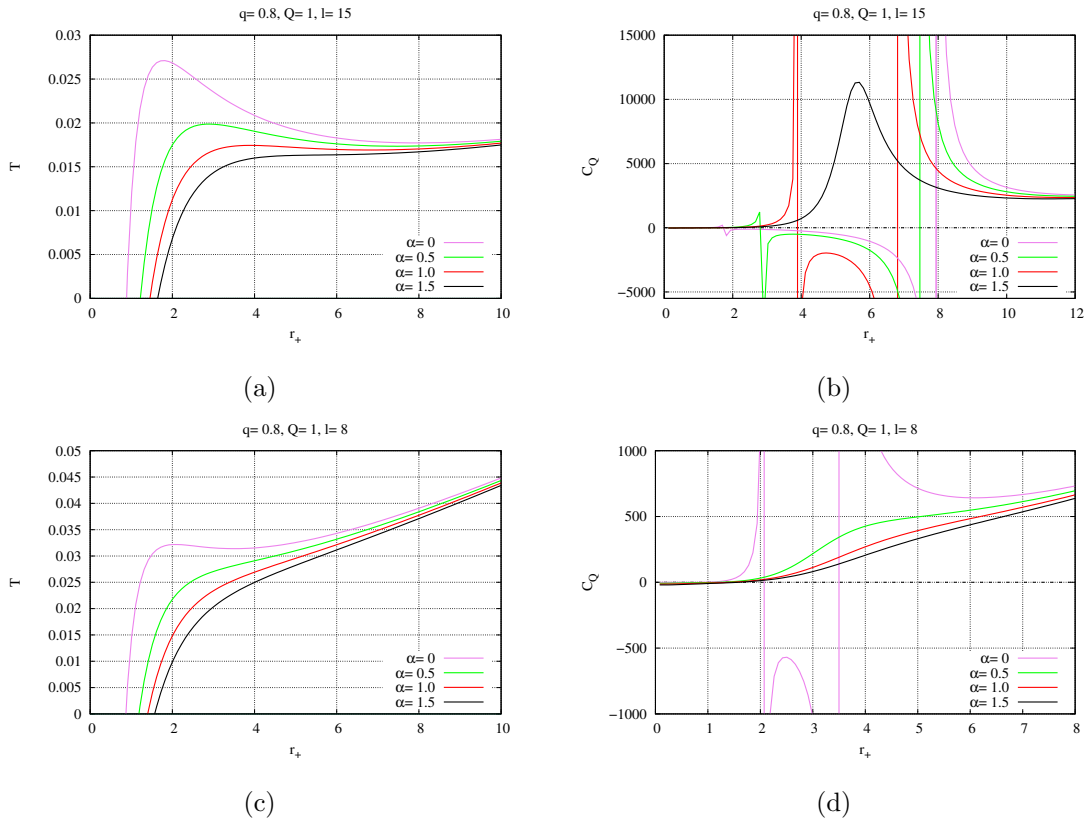 q= 0.8, Q= 1, l= 15
0.03
0.025
0.02
0.015
0.01
0.005
0
T
0 2 4 6 8 10
r+
α= 0
α= 0.5
α= 1.0
α= 1.5
(a)
q= 0.8, Q= 1, l= 15
15000
10000
5000
0
−5000
C_Q
0 2 4 6 8 10 12
r+
α= 0
α= 0.5
α= 1.0
α= 1.5
(b)
q= 0.8, Q= 1, l= 8
0.05
0.045
0.04
0.035
0.03
0.025
0.02
0.015
0.01
0.005
0
T
0 2 4 6 8 10
r+
α= 0
α= 0.5
α= 1.0
α= 1.5
(c)
q= 0.8, Q= 1, l= 8
1000
500
0
−500
−1000
C_Q
0 1 2 3 4 5 6 7 8
r+
α= 0
α= 0.5
α= 1.0
α= 1.5
(d)